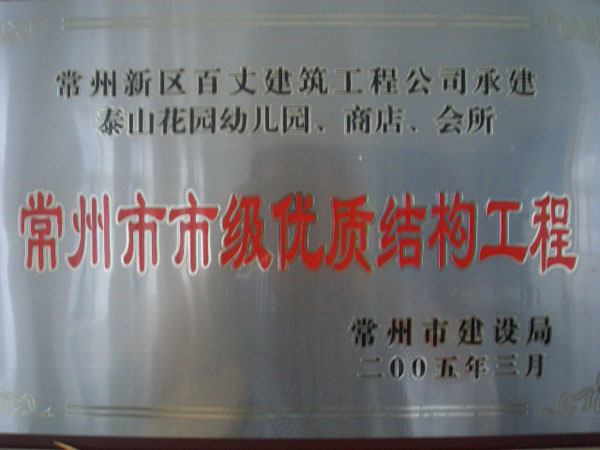 常州新区百丈建筑工程公司承建
泰山花园幼儿园、商店、会所
常州市市级优质结构工程
常州市建设局
二00五年三月